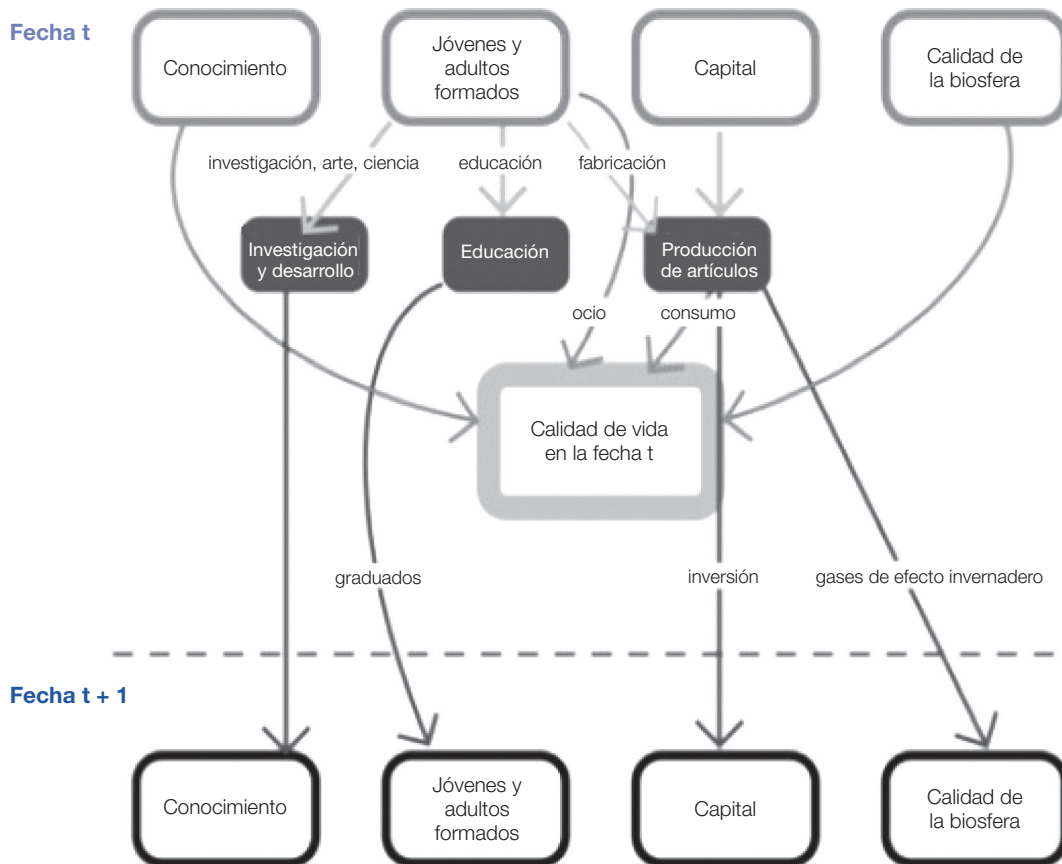 Fecha t
Conocimiento
Jóvenes y
adultos
formados
Capital
Calidad de
la biosfera
investigación, arte, ciencia
educación
fabricación
Investigación
y desarrollo
Educación
Producción
de artículos
ocio
consumo
Calidad de vida
en la fecha t
graduados
inversión
gases de efecto invernadero
Fecha t + 1
Conocimiento
Jóvenes y
adultos
formados
Capital
Calidad de
la biosfera